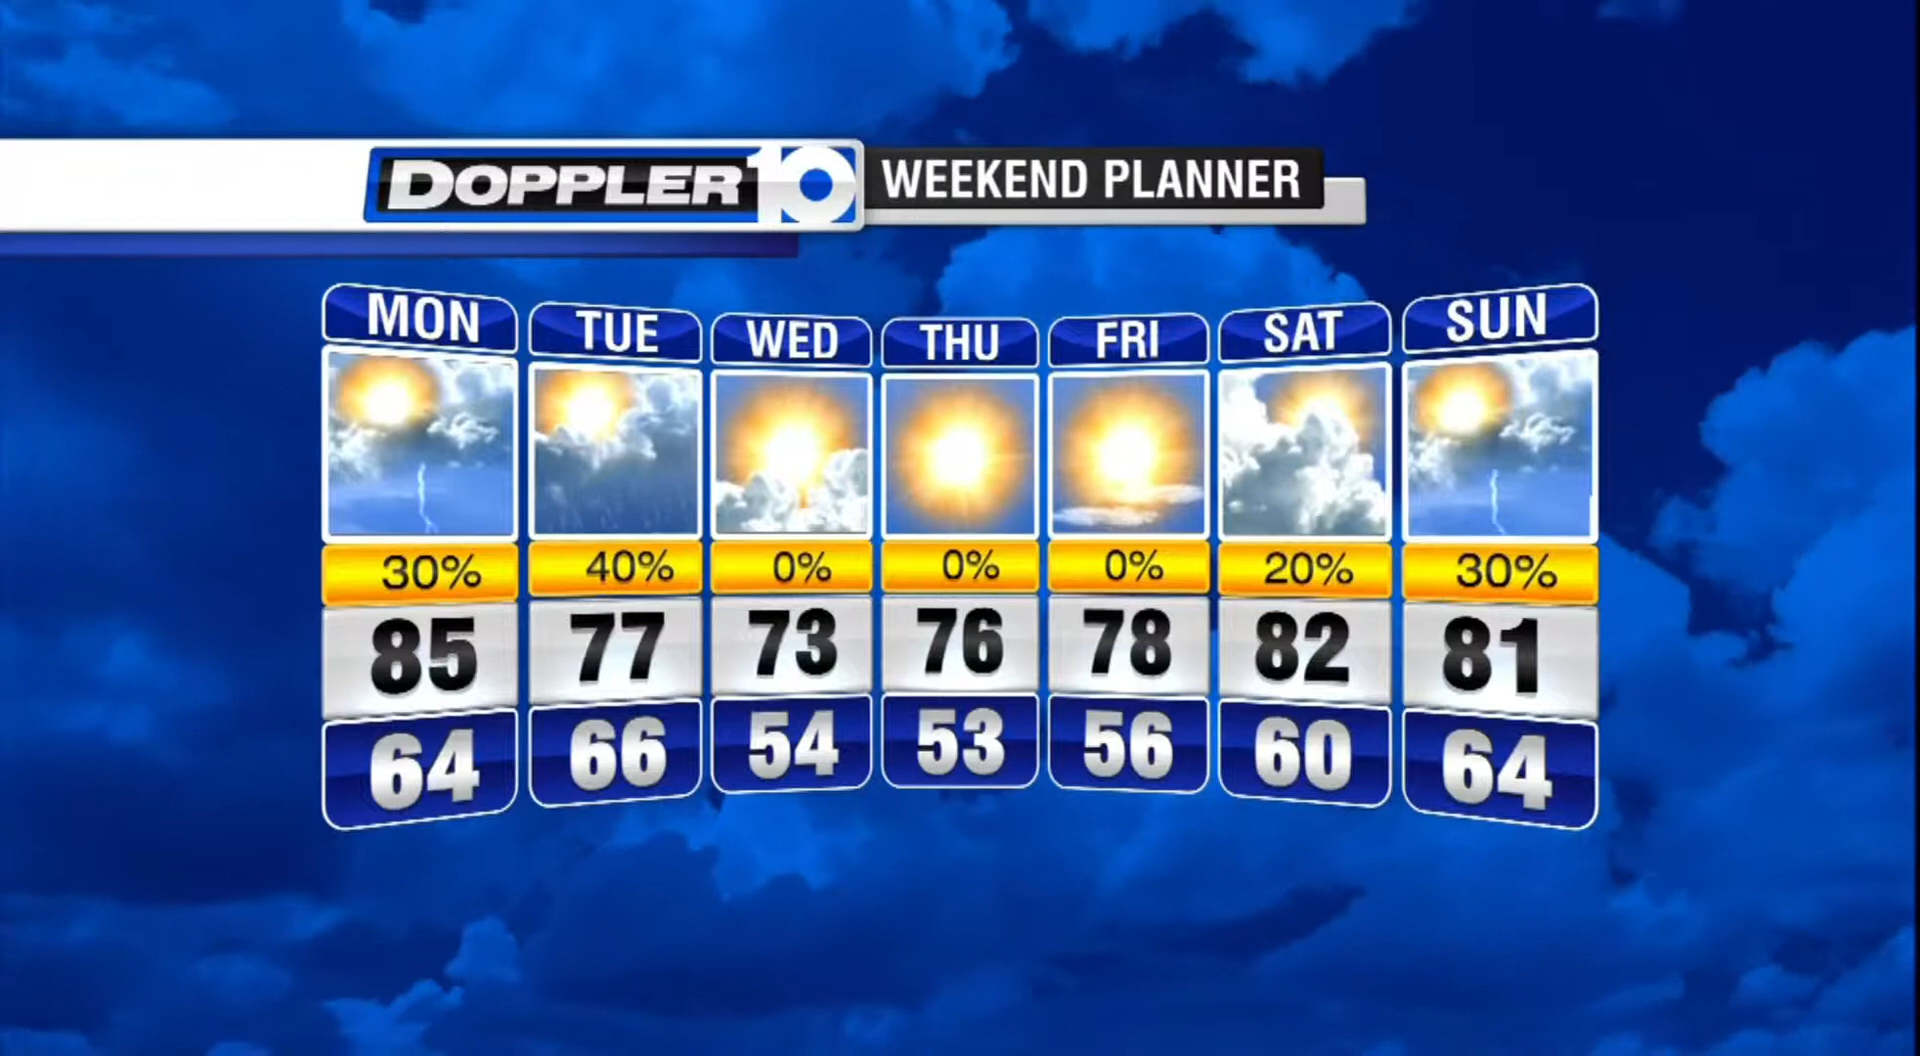 DOPPLER 10 WEEKEND PLANNER
MON TUE WED THU FRI SAT SUN
30% 40% 0% 0% 0% 20% 30%
85 77 73 76 78 82 81
64 66 54 53 56 60 64